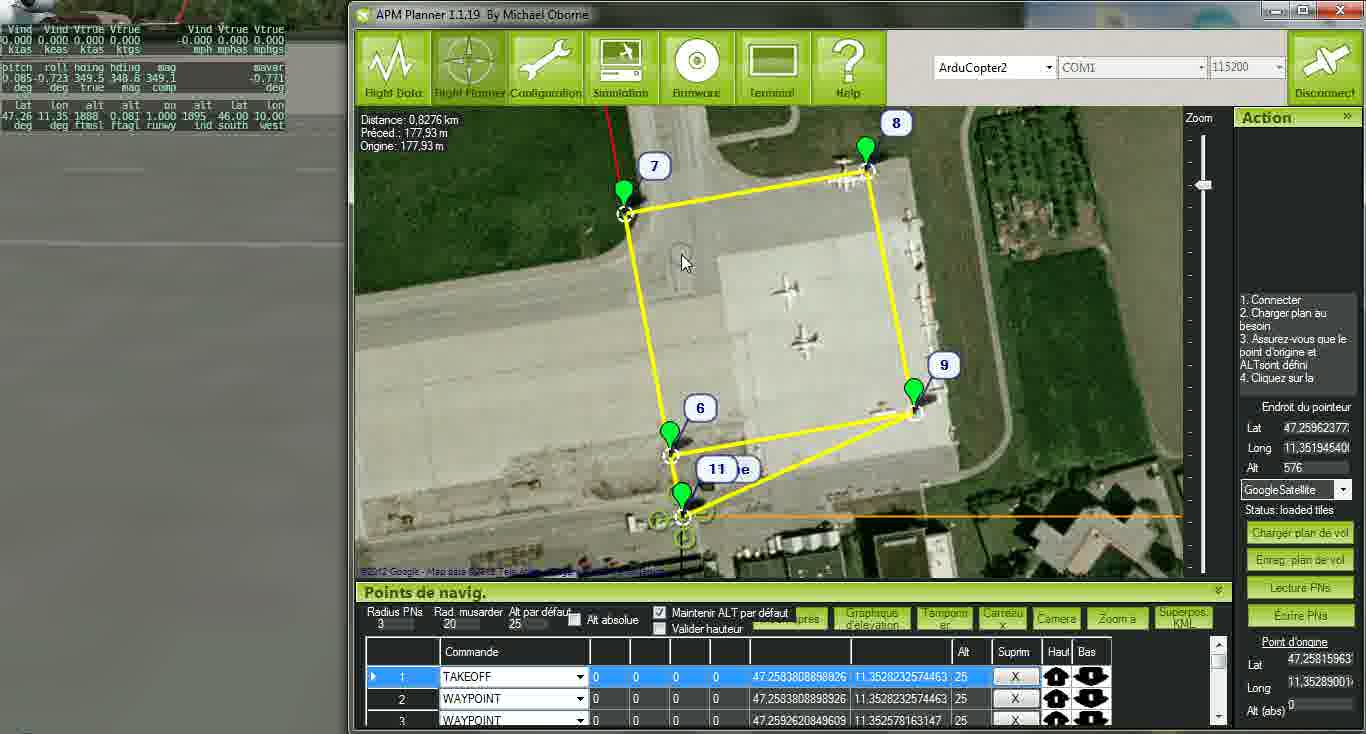 APM Planner 1.1.19 By Michael Oborne
_Vind Vtrue Vtrue _Vind Vtrue Vtrue
0.000 0.000 0.000 -0.000 0.000 0.000
kias keas ktas ktgs mph mphas mphgs
pitch roll hding hding mag mavar
0.085 -0.723 349.5 348.8 349.1 -0.771
deg deg true mag comp deg
lat lon alt alt on alt lat lon
47.26 11.35 1888 0.081 1.000 1895 46.00 10.00
deg deg ftmsl ftagl runwy ind south west
Flight Data
Flight Planner
Configuration
Simulation
Firmware
Terminal
Help
ArduCopter2
COM1
115200
Disconnect
Distance: 0,8276 km
Préced.: 177,93 m
Origine: 177,93 m
8
7
9
6
11
e
©2012 Google - Map data ©2012 Tele Atlas
Zoom
Action
1. Connecter
2. Charger plan au
besoin
3. Assurez-vous que le
point d'origine et
ALTsont défini
4. Cliquez sur la
Endroit du pointeur
Lat 47,259623773
Long 11,35194540
Alt 576
GoogleSatellite
Status: loaded tiles
Charger plan de vol
Enreg. plan de vol
Lecture PNs
Écrire PNs
Point d'origine
Lat 47,25815963
Long 11,35289001
Alt (abs) 0
Points de navig.
Radius PNs Rad. musarder Alt par défaut
3 20 25
Alt absolue
Maintenir ALT par défaut
Valider hauteur
près
Graphique d'élevation
Tampon er
Carreau x
Camera
Zoom a
Superpos. KML
Commande Alt Suprim Haut Bas
1 TAKEOFF 0 0 0 0 47,2583808898926 11,3528232574463 25 X
2 WAYPOINT 0 0 0 0 47,2583808898926 11,3528232574463 25 X
3 WAYPOINT 0 0 0 0 47,2592620849609 11,352578163147 25 X